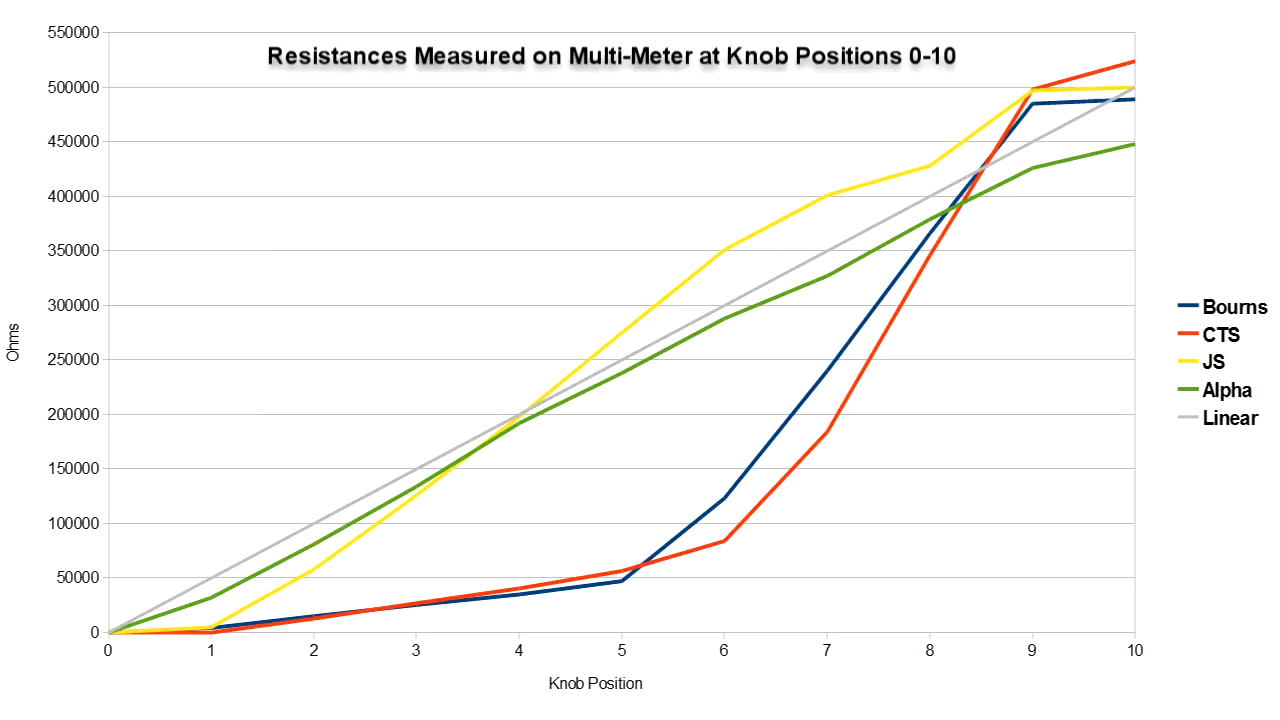 Resistances Measured on Multi-Meter at Knob Positions 0-10
550000
500000
450000
400000
350000
300000
250000
200000
150000
100000
50000
0
Ohms
0 1 2 3 4 5 6 7 8 9 10
Knob Position
Bourns
CTS
JS
Alpha
Linear